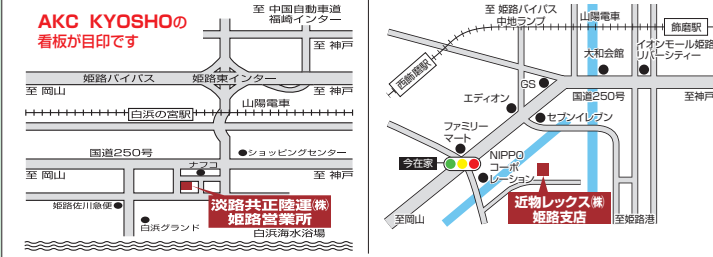 AKC KYOSHOの
看板が目印です
至 中国自動車道
福崎インター
至 神戸
姫路バイパス
姫路東インター
至 岡山
至 神戸
山陽電車
白浜の宮駅
国道250号
ナフコ
ショッピングセンター
至 岡山
至 神戸
淡路共正陸運㈱
姫路営業所
姫路佐川急便
白浜グランド
白浜海水浴場
至 姫路バイパス
中地ランプ
山陽電車
飾磨駅
西飾磨駅
大和会館
イオンモール姫路
リバーシティー
GS
エディオン
国道250号
至神戸
セブンイレブン
ファミリー
マート
今在家
NIPPO
コーポ
レーション
近物レックス㈱
姫路支店
至岡山
至姫路港